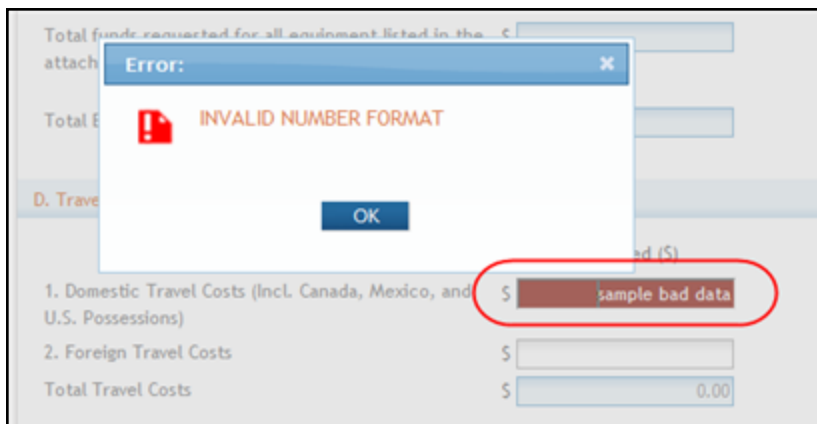 Total funds requested for all equipment listed in the $
attach
Error:
INVALID NUMBER FORMAT
Total E
OK
D. Trave
ed ($)
1. Domestic Travel Costs (Incl. Canada, Mexico, and $ sample bad data
U.S. Possessions)
2. Foreign Travel Costs $
Total Travel Costs $ 0.00